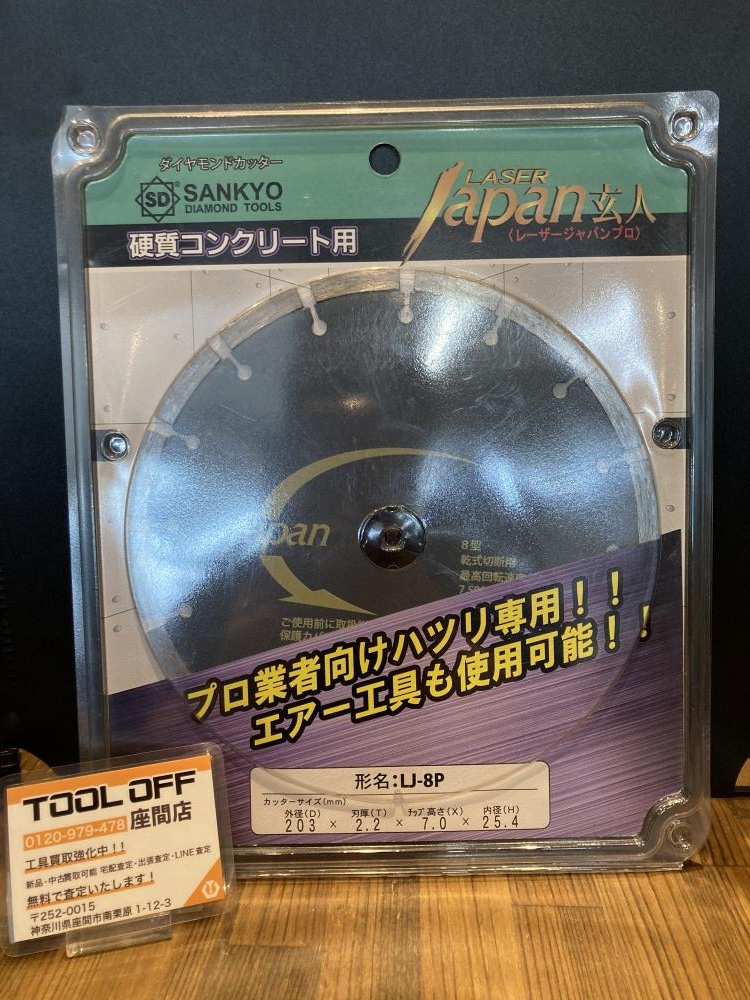 ダイヤモンドカッター
SD® SANKYO
DIAMOND TOOLS
硬質コンクリート用
LASER
Japan玄人
〈レーザージャパンプロ〉
apan
8型
乾式切断用
最高回転速度
ご使用前に取扱
プロ業者向けハツリ専用！！
エアー工具も使用可能！！
形名:LJ-8P
カッターサイズ(mm)
外径(D) 刃厚(T) ﾁｯﾌﾟ高さ(X) 内径(H)
203 × 2.2 × 7.0 × 25.4
TOOL OFF
0120-979-478 座間店
工具買取強化中！！
新品・中古買取可能 宅配査定・出張査定・LINE査定
無料で査定いたします！
〒252-0015
神奈川県座間市南栗原1-12-3